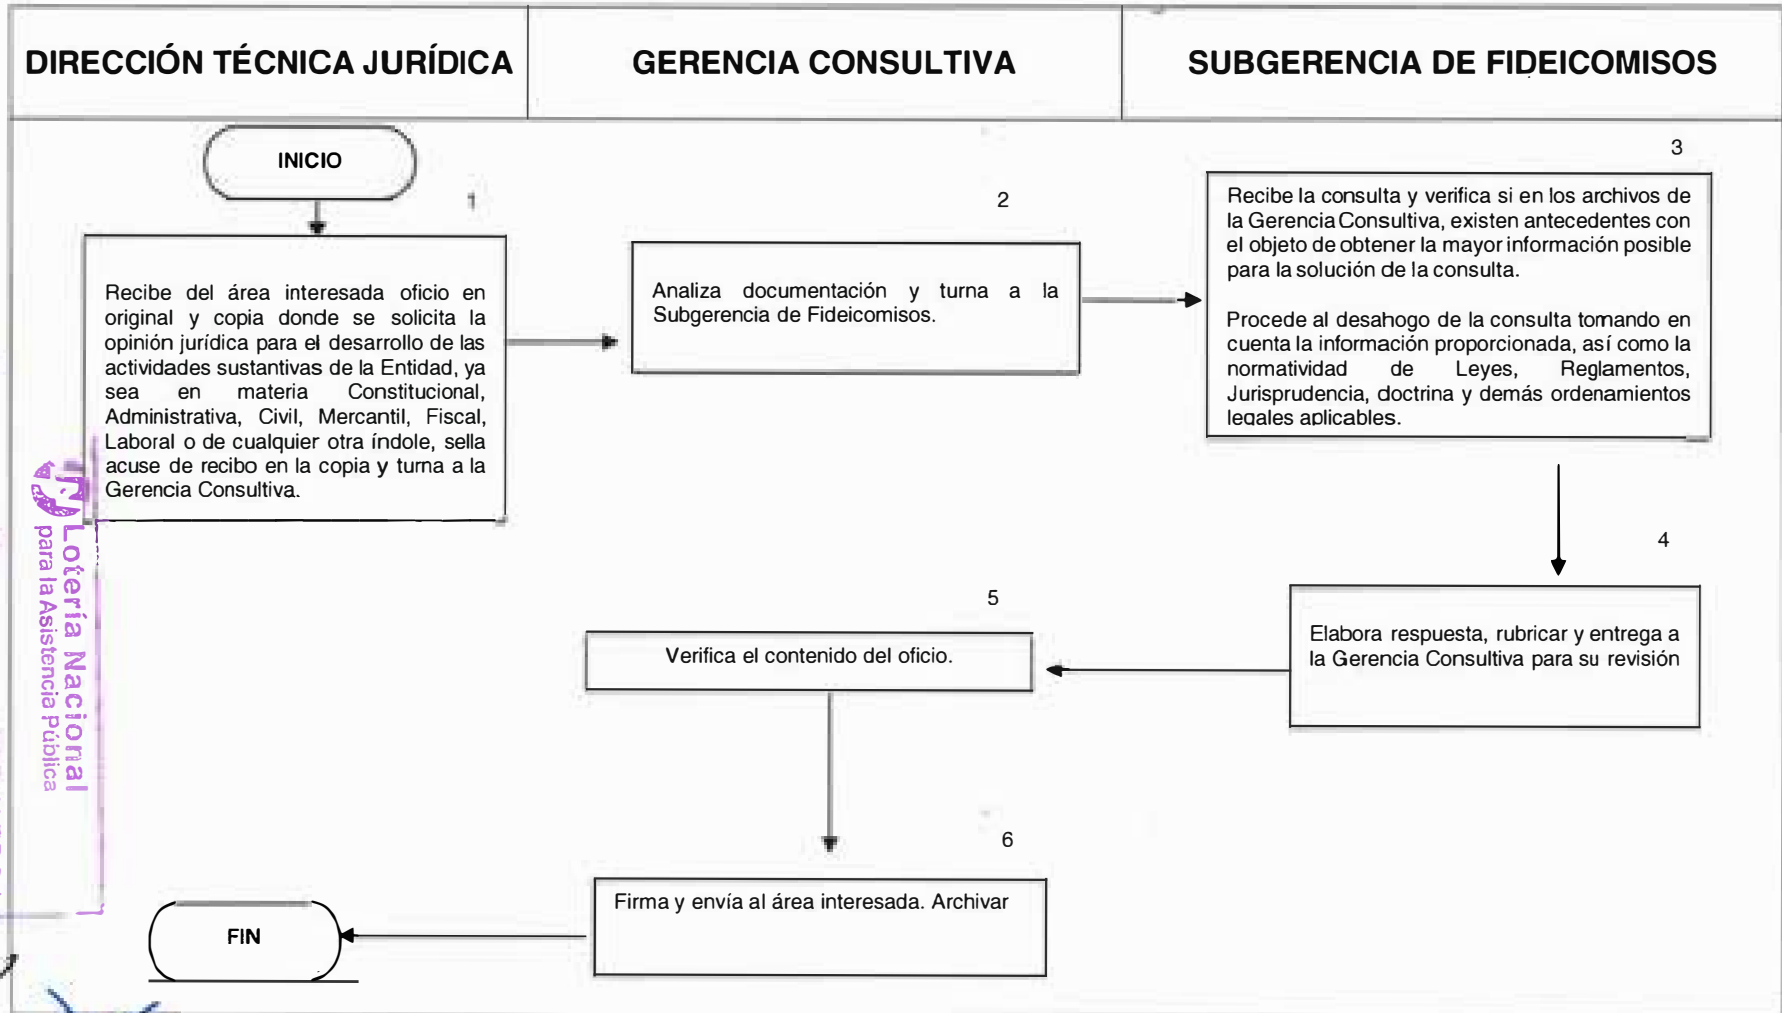 DIRECCIÓN TÉCNICA JURÍDICA
GERENCIA CONSULTIVA
SUBGERENCIA DE FIDEICOMISOS
INICIO
1
Recibe del área interesada oficio en
original y copia donde se solicita la
opinión jurídica para el desarrollo de las
actividades sustantivas de la Entidad, ya
sea en materia Constitucional,
Administrativa, Civil, Mercantil, Fiscal,
Laboral o de cualquier otra índole, sella
acuse de recibo en la copia y turna a la
Gerencia Consultiva.
2
Analiza documentación y turna a la
Subgerencia de Fideicomisos.
3
Recibe la consulta y verifica si en los archivos de
la Gerencia Consultiva, existen antecedentes con
el objeto de obtener la mayor información posible
para la solución de la consulta.
Procede al desahogo de la consulta tomando en
cuenta la información proporcionada, así como la
normatividad de Leyes, Reglamentos,
Jurisprudencia, doctrina y demás ordenamientos
legales aplicables.
4
Elabora respuesta, rubricar y entrega a
la Gerencia Consultiva para su revisión
5
Verifica el contenido del oficio.
6
Firma y envía al área interesada. Archivar
FIN
Lotería Nacional
para la Asistencia Pública